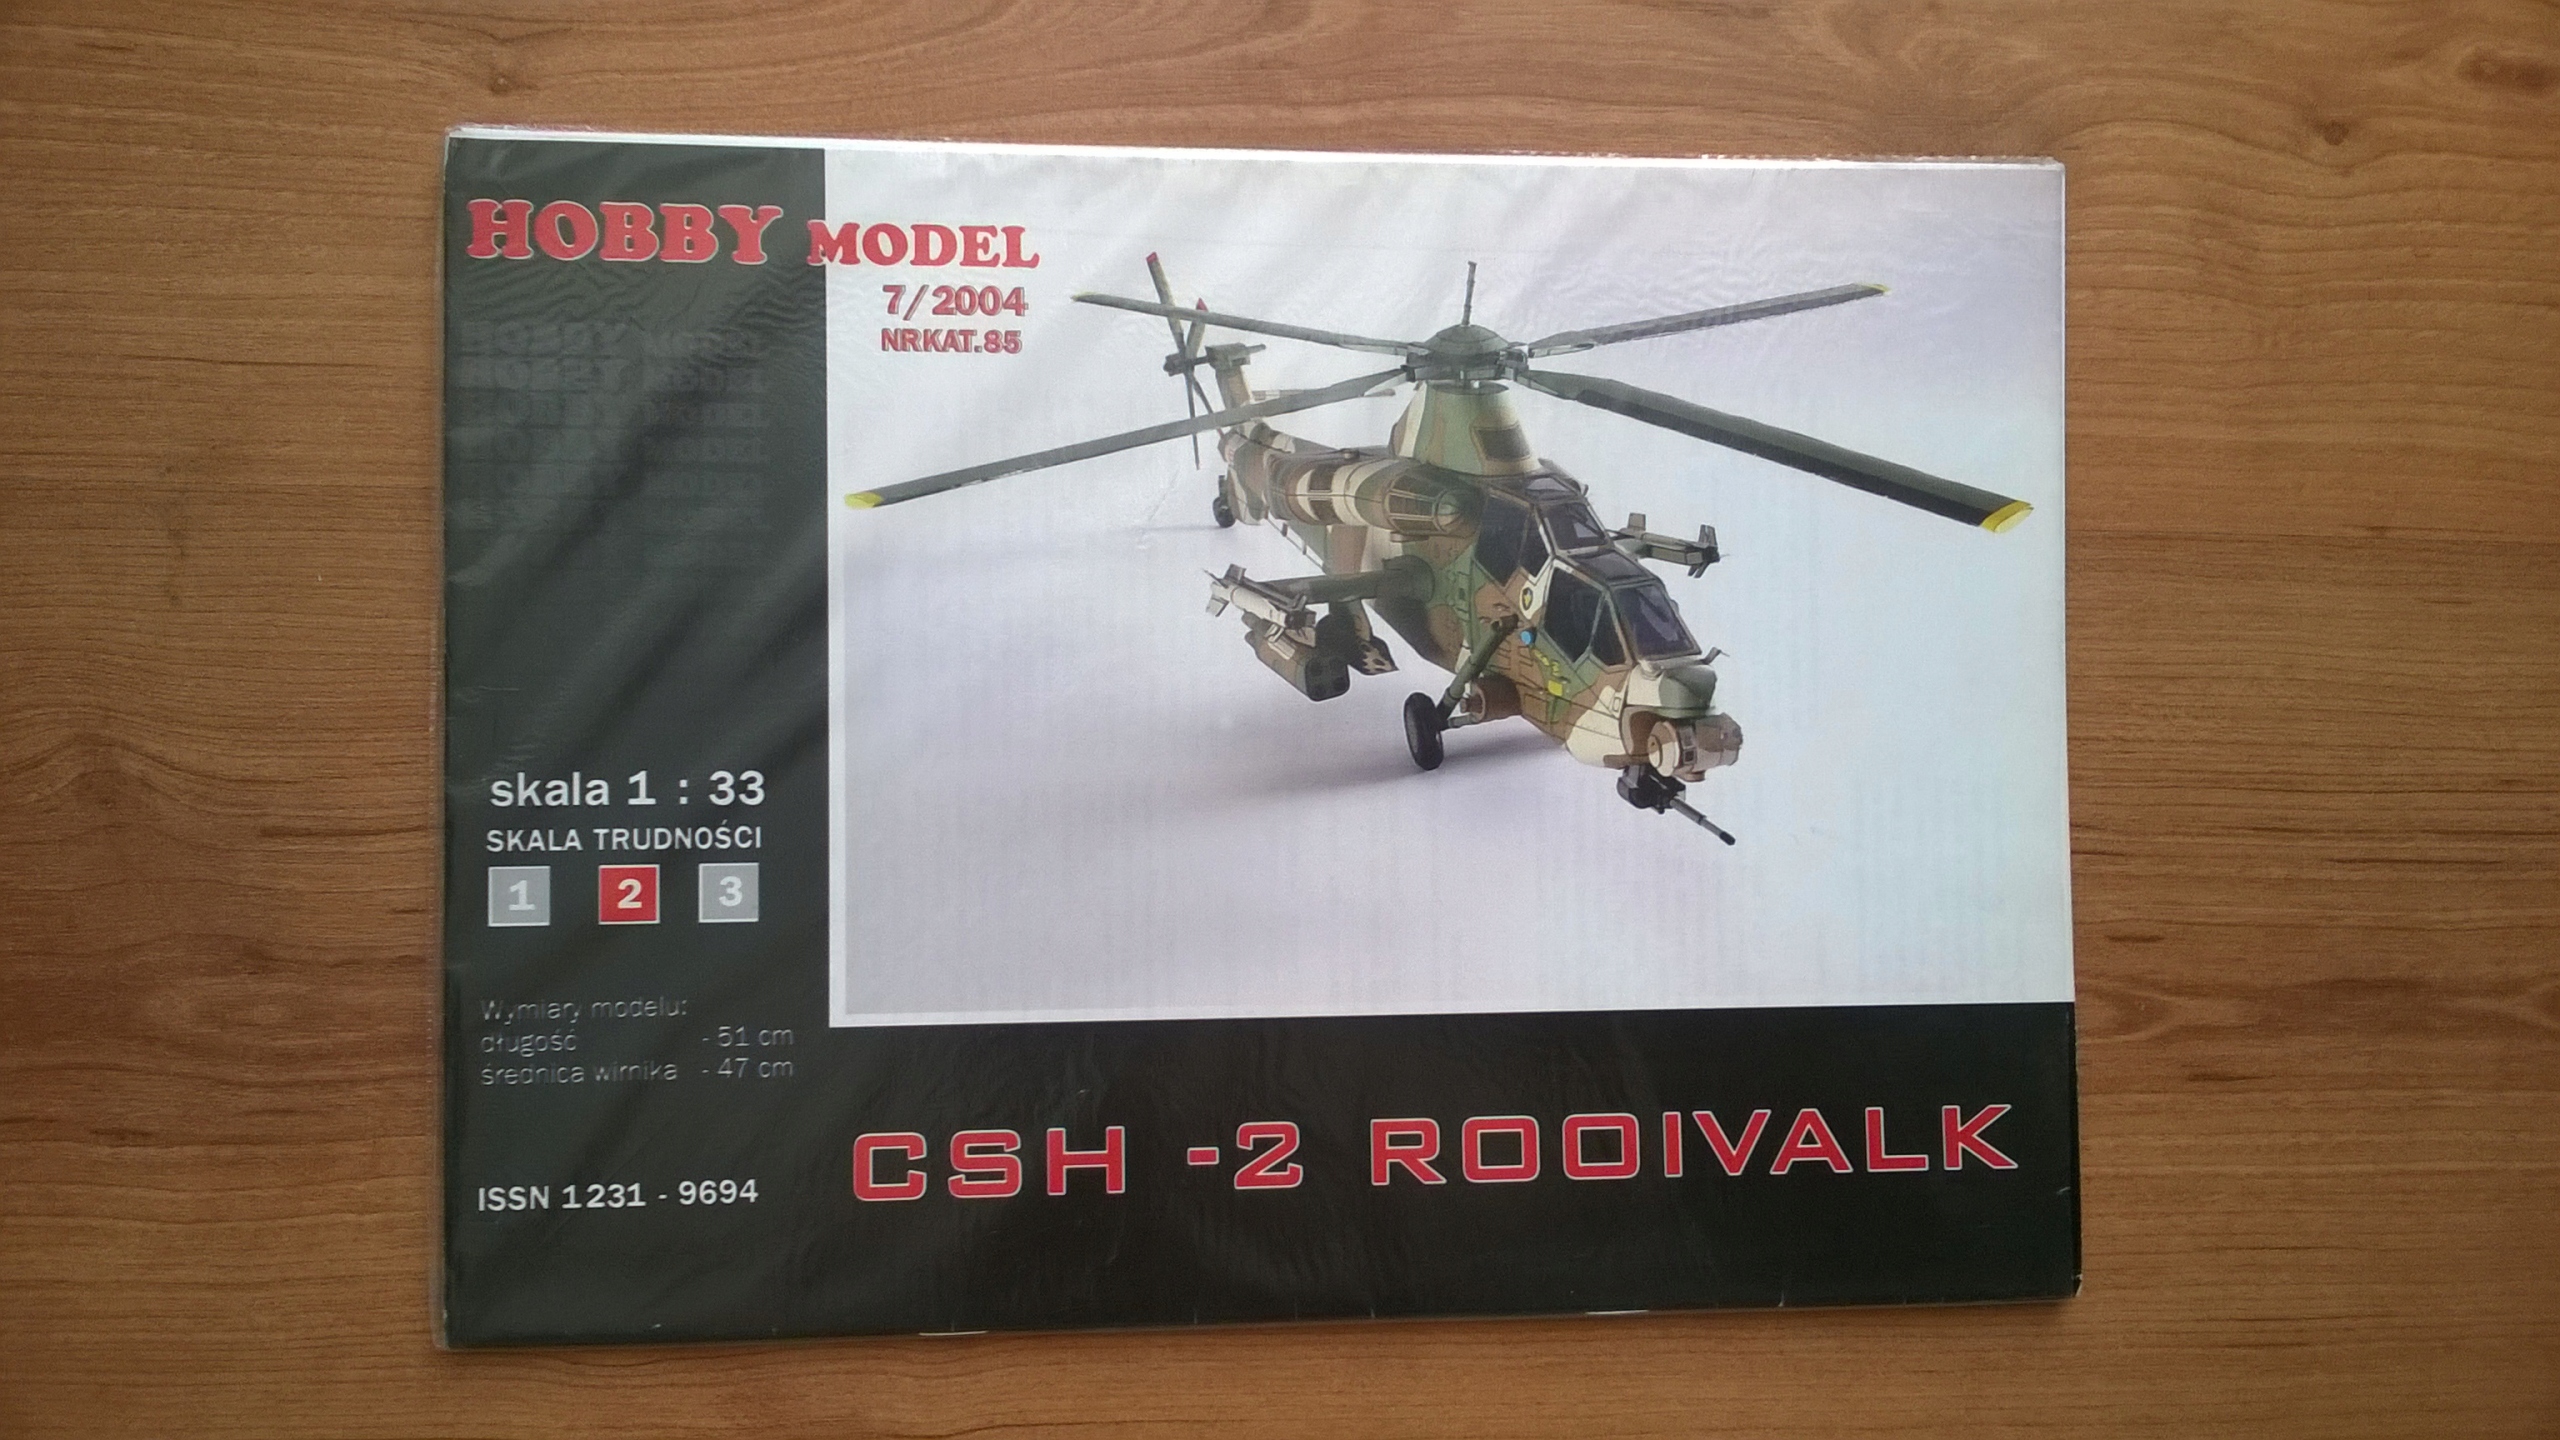 HOBBY MODEL
7/2004
NRKAT.85
skala 1 : 33
SKALA TRUDNOŚCI
1 2 3
Wymiary modelu:
długość - 51 cm
średnica wirnika - 47 cm
ISSN 1231 - 9694
CSH -2 ROOIVALK